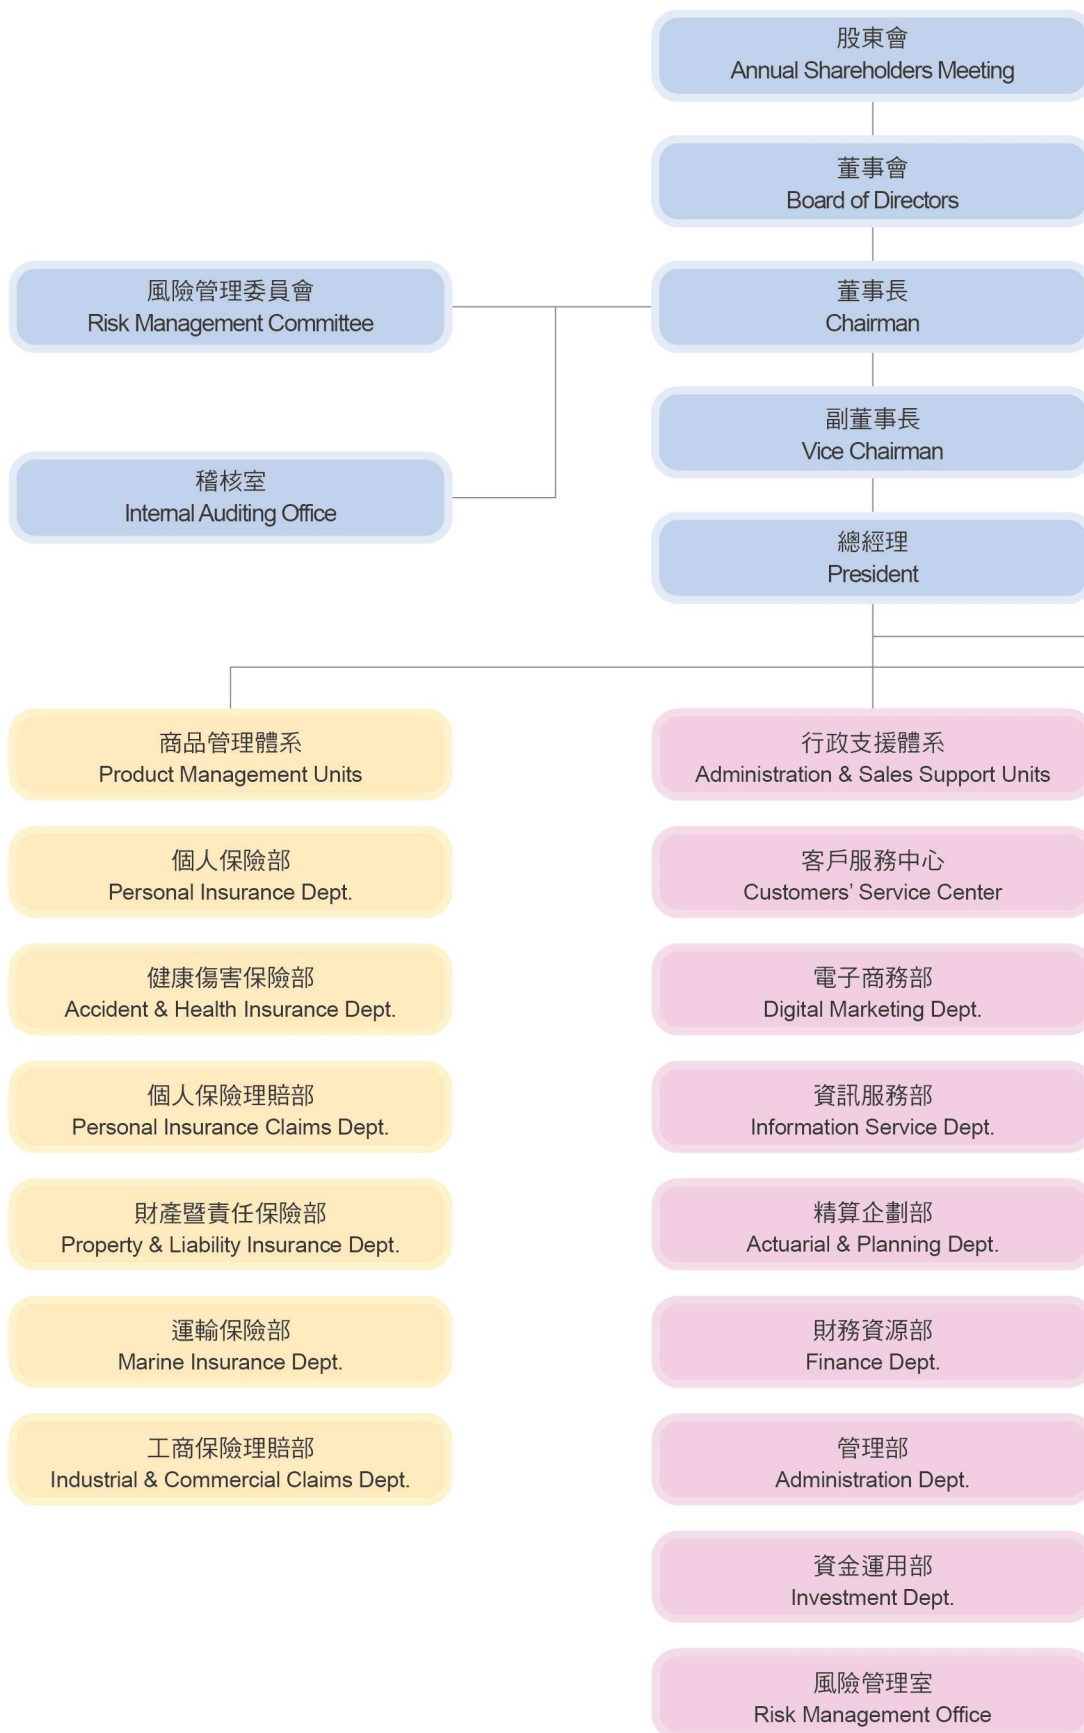 股東會
Annual Shareholders Meeting
董事會
Board of Directors
風險管理委員會
Risk Management Committee
董事長
Chairman
副董事長
Vice Chairman
稽核室
Internal Auditing Office
總經理
President
商品管理體系
Product Management Units
個人保險部
Personal Insurance Dept.
健康傷害保險部
Accident & Health Insurance Dept.
個人保險理賠部
Personal Insurance Claims Dept.
財產暨責任保險部
Property & Liability Insurance Dept.
運輸保險部
Marine Insurance Dept.
工商保險理賠部
Industrial & Commercial Claims Dept.
行政支援體系
Administration & Sales Support Units
客戶服務中心
Customers’ Service Center
電子商務部
Digital Marketing Dept.
資訊服務部
Information Service Dept.
精算企劃部
Actuarial & Planning Dept.
財務資源部
Finance Dept.
管理部
Administration Dept.
資金運用部
Investment Dept.
風險管理室
Risk Management Office